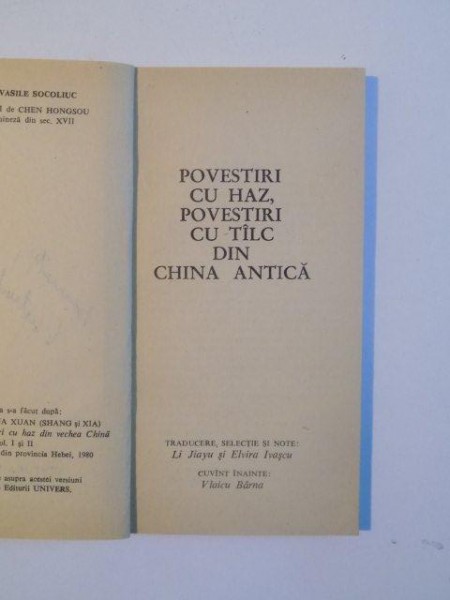 VASILE SOCOLIUC
de CHEN HONGSOU
din sec. XVII
s-a făcut după:
XUAN (SHANG și XIA)
cu haz din vechea Chină
I și II
din provincia Hebei, 1980
asupra acestei versiuni
Editurii UNIVERS.
POVESTIRI
CU HAZ,
POVESTIRI
CU TÎLC
DIN
CHINA ANTICĂ
TRADUCERE, SELECȚIE ȘI NOTE:
Li Jiayu și Elvira Ivașcu
CUVÎNT ÎNAINTE:
Vlaicu Bârna